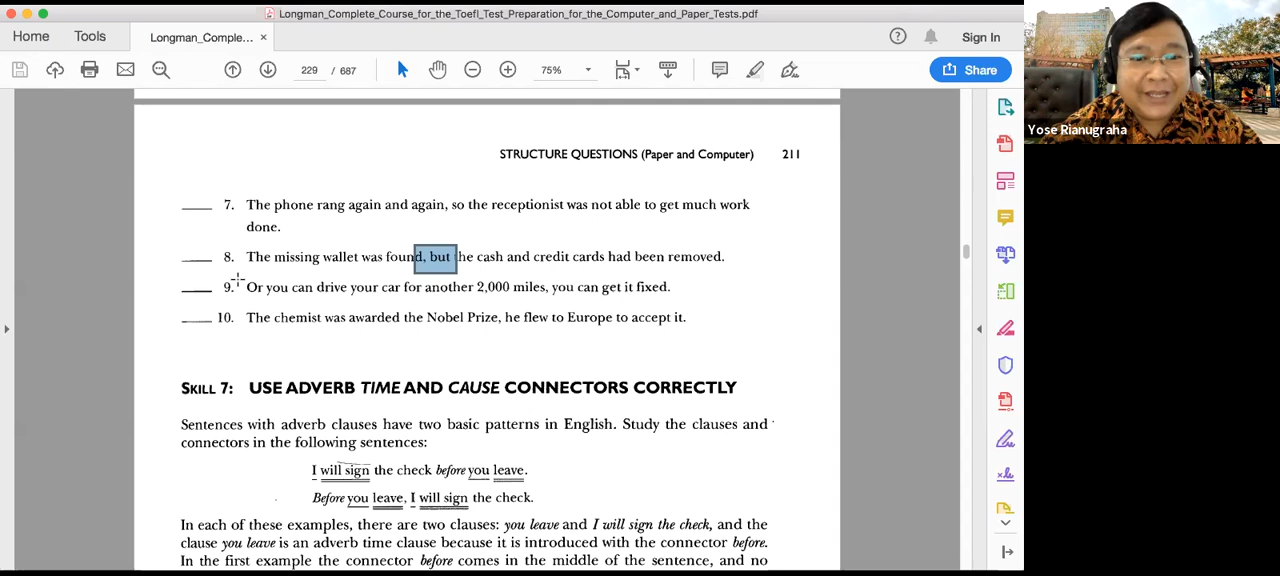 Longman_Complete_Course_for_the_Toefl_Test_Preparation_for_the_Computer_and_Paper_Tests.pdf
Home
Tools
Longman_Comple...
Sign In
229 / 687
75%
Share
Yose Rianugraha
STRUCTURE QUESTIONS (Paper and Computer) 211
____ 7. The phone rang again and again, so the receptionist was not able to get much work
done.
____ 8. The missing wallet was found, but the cash and credit cards had been removed.
____ 9. Or you can drive your car for another 2,000 miles, you can get it fixed.
____ 10. The chemist was awarded the Nobel Prize, he flew to Europe to accept it.
SKILL 7: USE ADVERB TIME AND CAUSE CONNECTORS CORRECTLY
Sentences with adverb clauses have two basic patterns in English. Study the clauses and
connectors in the following sentences:
I will sign the check before you leave.
Before you leave, I will sign the check.
In each of these examples, there are two clauses: you leave and I will sign the check, and the
clause you leave is an adverb time clause because it is introduced with the connector before.
In the first example the connector before comes in the middle of the sentence, and no